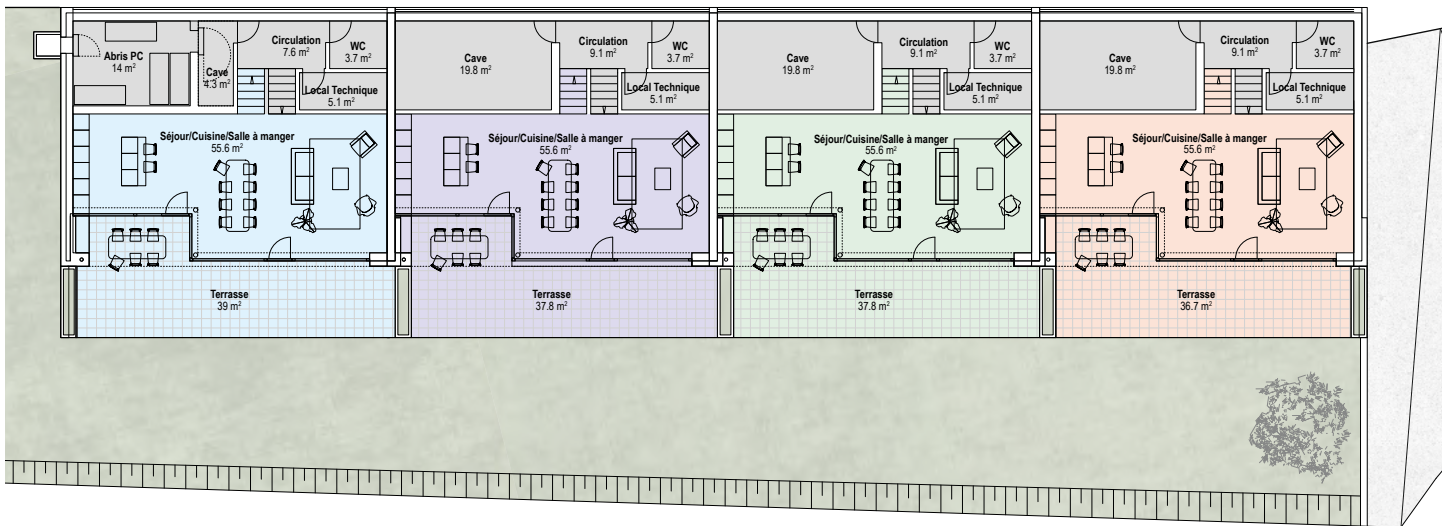 Abris PC
14 m²
Cave
4.3 m²
Circulation
7.6 m²
WC
3.7 m²
Local Technique
5.1 m²
Séjour/Cuisine/Salle à manger
55.6 m²
Terrasse
39 m²
Cave
19.8 m²
Circulation
9.1 m²
WC
3.7 m²
Local Technique
5.1 m²
Séjour/Cuisine/Salle à manger
55.6 m²
Terrasse
37.8 m²
Cave
19.8 m²
Circulation
9.1 m²
WC
3.7 m²
Local Technique
5.1 m²
Séjour/Cuisine/Salle à manger
55.6 m²
Terrasse
37.8 m²
Cave
19.8 m²
Circulation
9.1 m²
WC
3.7 m²
Local Technique
5.1 m²
Séjour/Cuisine/Salle à manger
55.6 m²
Terrasse
36.7 m²